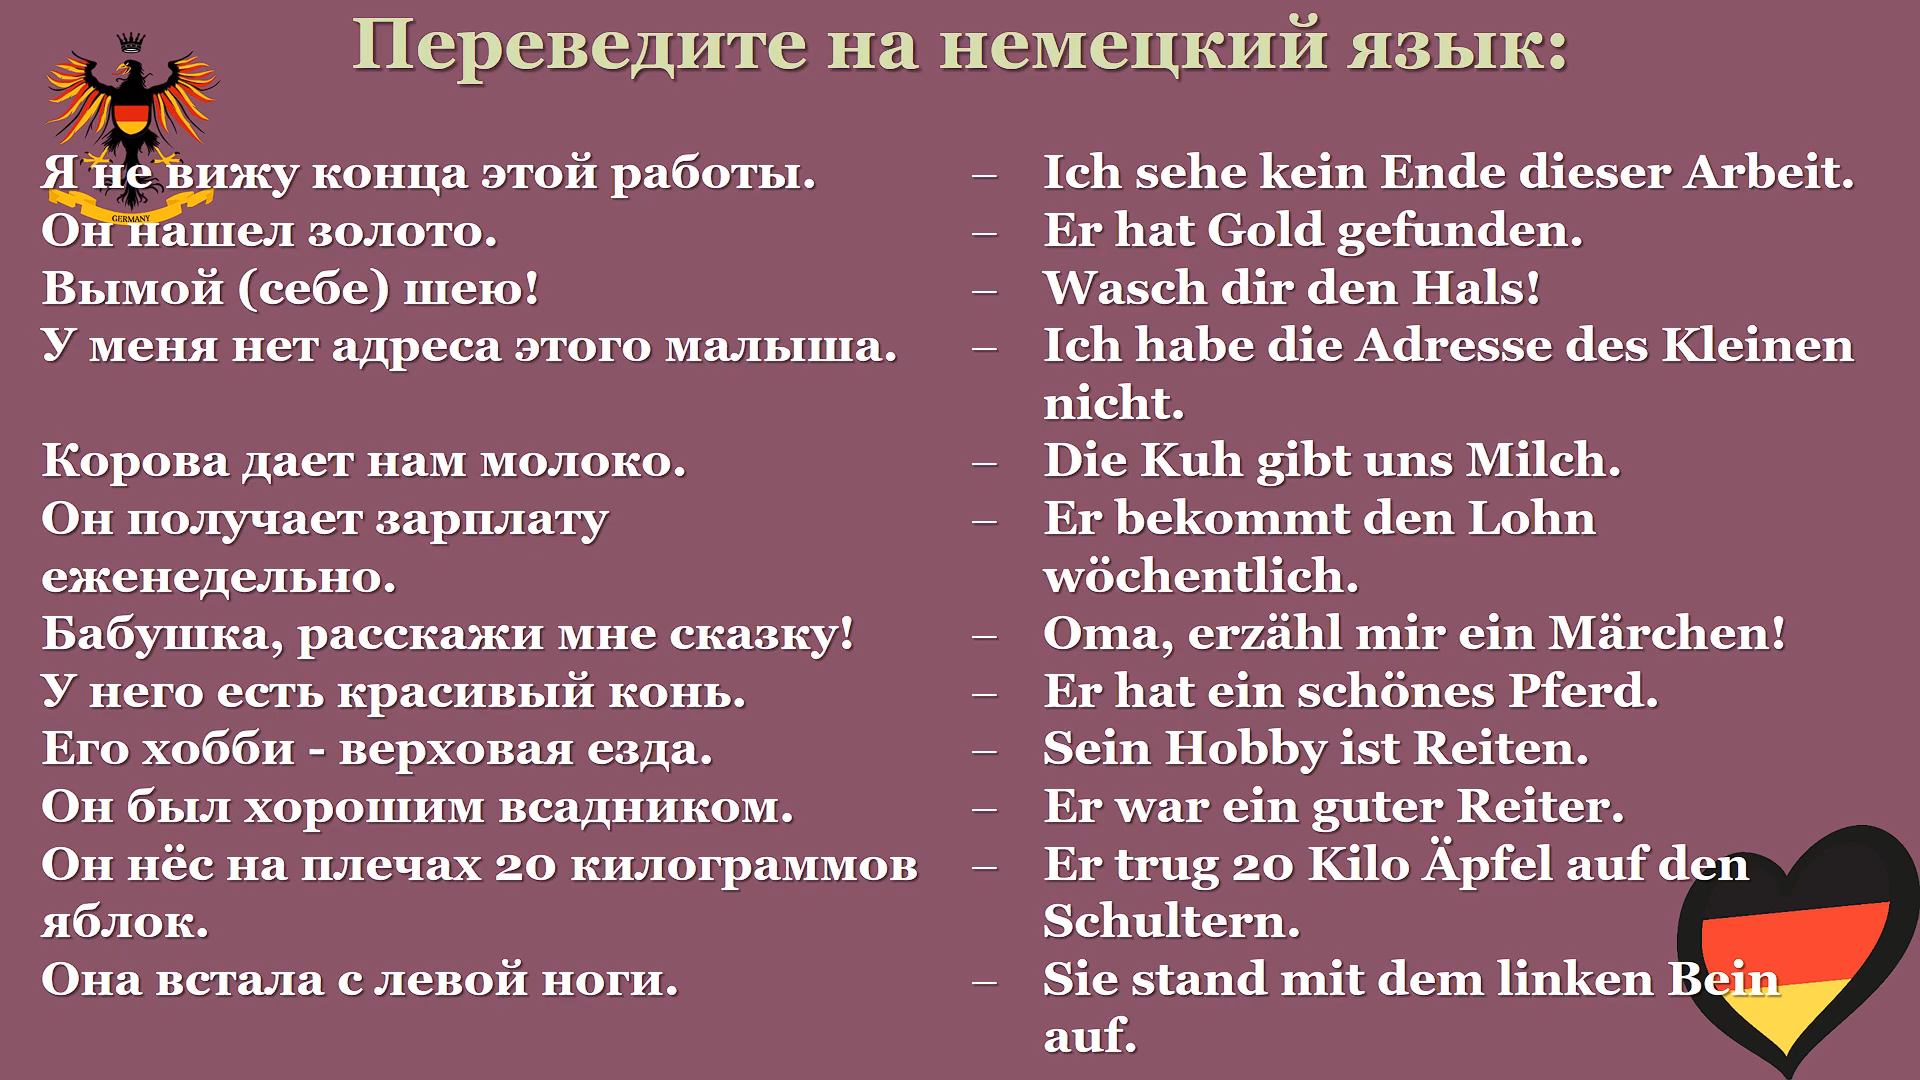 Переведите на немецкий язык:
GERMANY
Я не вижу конца этой работы. – Ich sehe kein Ende dieser Arbeit.
Он нашел золото. – Er hat Gold gefunden.
Вымой (себе) шею! – Wasch dir den Hals!
У меня нет адреса этого малыша. – Ich habe die Adresse des Kleinen
nicht.
Корова дает нам молоко. – Die Kuh gibt uns Milch.
Он получает зарплату – Er bekommt den Lohn
еженедельно. wöchentlich.
Бабушка, расскажи мне сказку! – Oma, erzähl mir ein Märchen!
У него есть красивый конь. – Er hat ein schönes Pferd.
Его хобби - верховая езда. – Sein Hobby ist Reiten.
Он был хорошим всадником. – Er war ein guter Reiter.
Он нёс на плечах 20 килограммов – Er trug 20 Kilo Äpfel auf den
яблок. Schultern.
Она встала с левой ноги. – Sie stand mit dem linken Bein
auf.